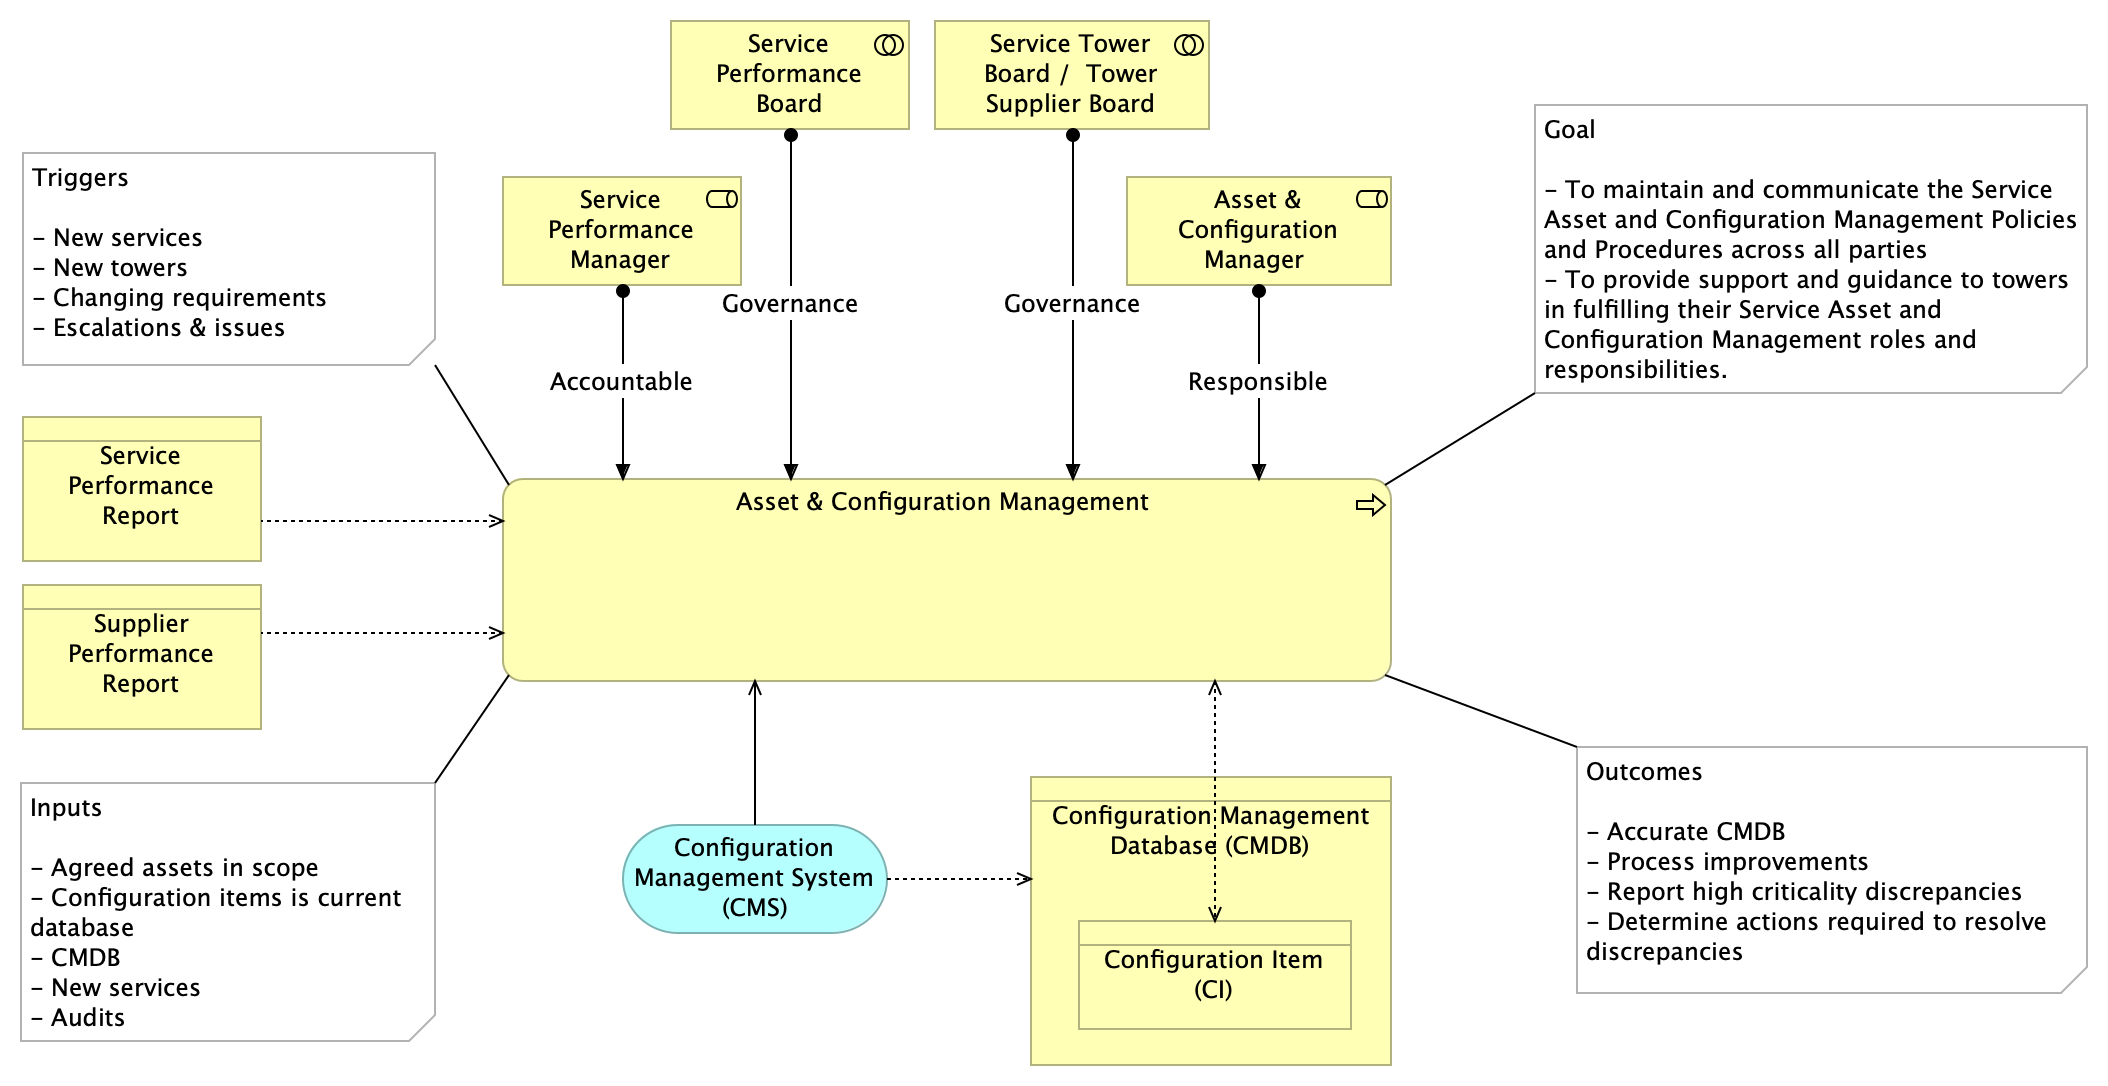 Service
Performance
Board
Service Tower
Board /  Tower
Supplier Board
Goal
- To maintain and communicate the Service
Asset and Configuration Management Policies
and Procedures across all parties
- To provide support and guidance to towers
in fulfilling their Service Asset and
Configuration Management roles and
responsibilities.
Triggers
- New services
- New towers
- Changing requirements
- Escalations & issues
Service
Performance
Manager
Asset &
Configuration
Manager
Governance
Governance
Accountable
Responsible
Service
Performance
Report
Asset & Configuration Management
Supplier
Performance
Report
Inputs
- Agreed assets in scope
- Configuration items is current
database
- CMDB
- New services
- Audits
Configuration
Management System
(CMS)
Configuration Management
Database (CMDB)
Configuration Item
(CI)
Outcomes
- Accurate CMDB
- Process improvements
- Report high criticality discrepancies
- Determine actions required to resolve
discrepancies